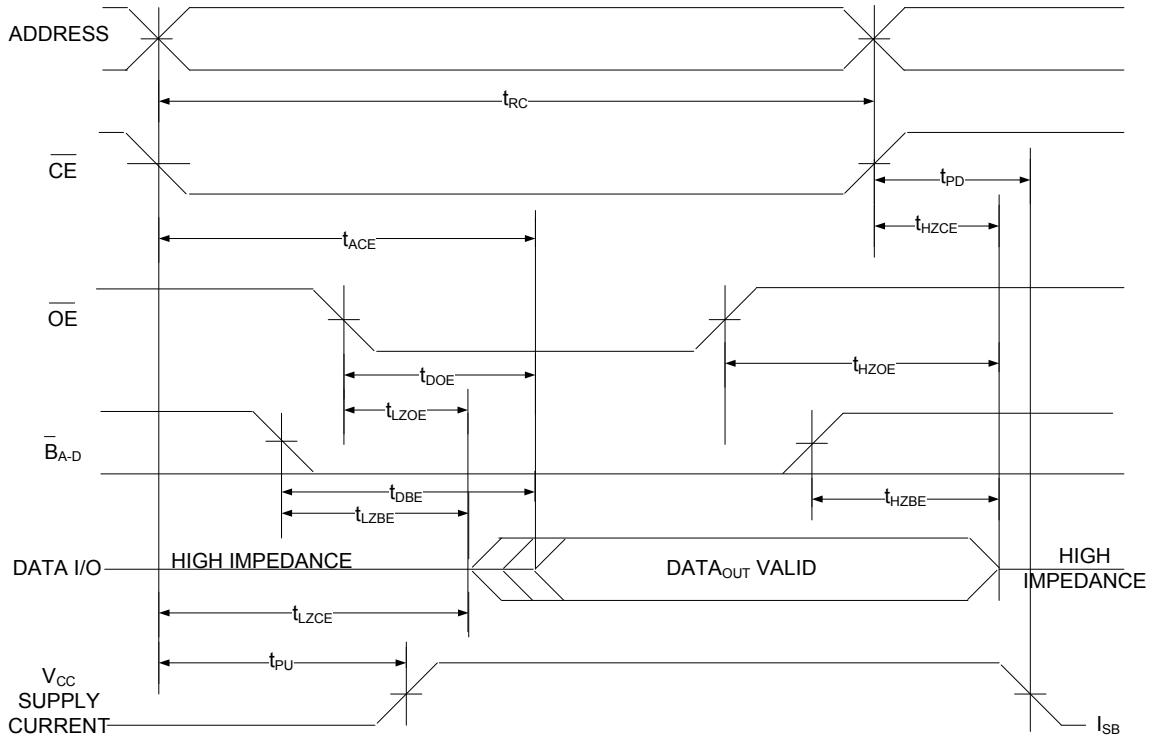 ADDRESS
tRC
CE
tPD
tHZCE
tACE
OE
tHZOE
tDOE
tLZOE
BA-D
tDBE
tHZBE
tLZBE
DATA I/O
HIGH IMPEDANCE
DATAOUT VALID
HIGH
IMPEDANCE
tLZCE
tPU
VCC
SUPPLY
CURRENT
ISB